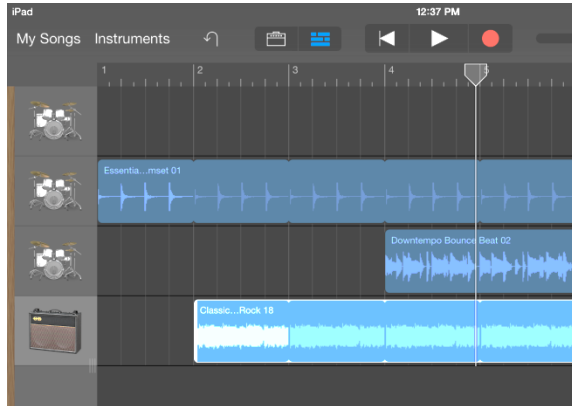 iPad 12:37 PM
My Songs Instruments
1 2 3 4 5
Essentia...mset 01
Downtempo Bounce Beat 02
Classic...Rock 18